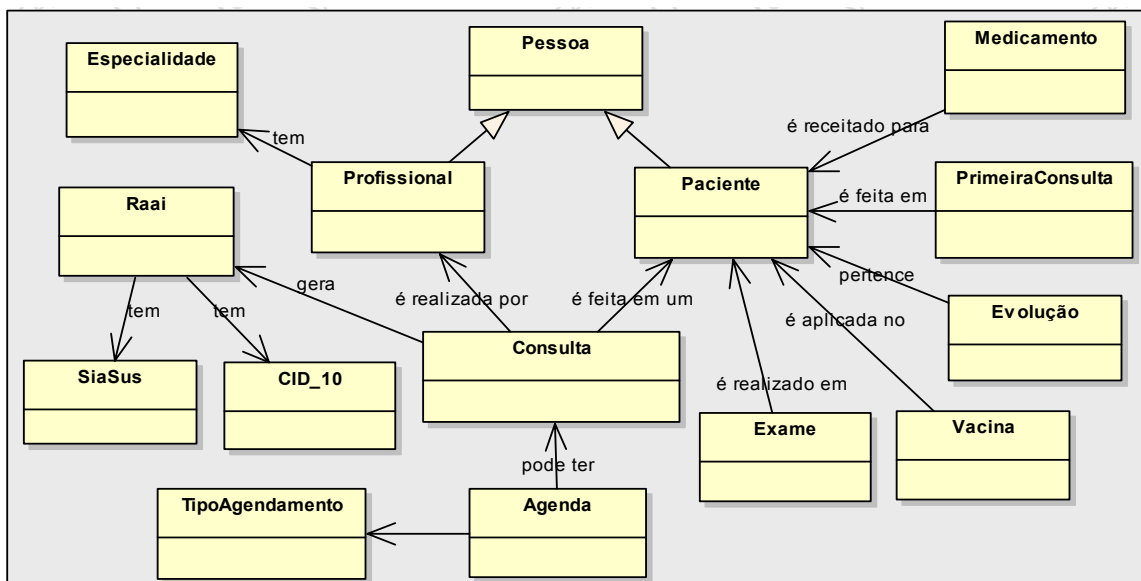 Especialidade
Pessoa
Medicamento
tem
é receitado para
Profissional
Paciente
PrimeiraConsulta
é feita em
Raai
pertence
gera
é realizada por
é feita em um
Evolução
tem
tem
é aplicada no
Consulta
SiaSus
CID_10
é realizado em
Exame
Vacina
pode ter
TipoAgendamento
Agenda